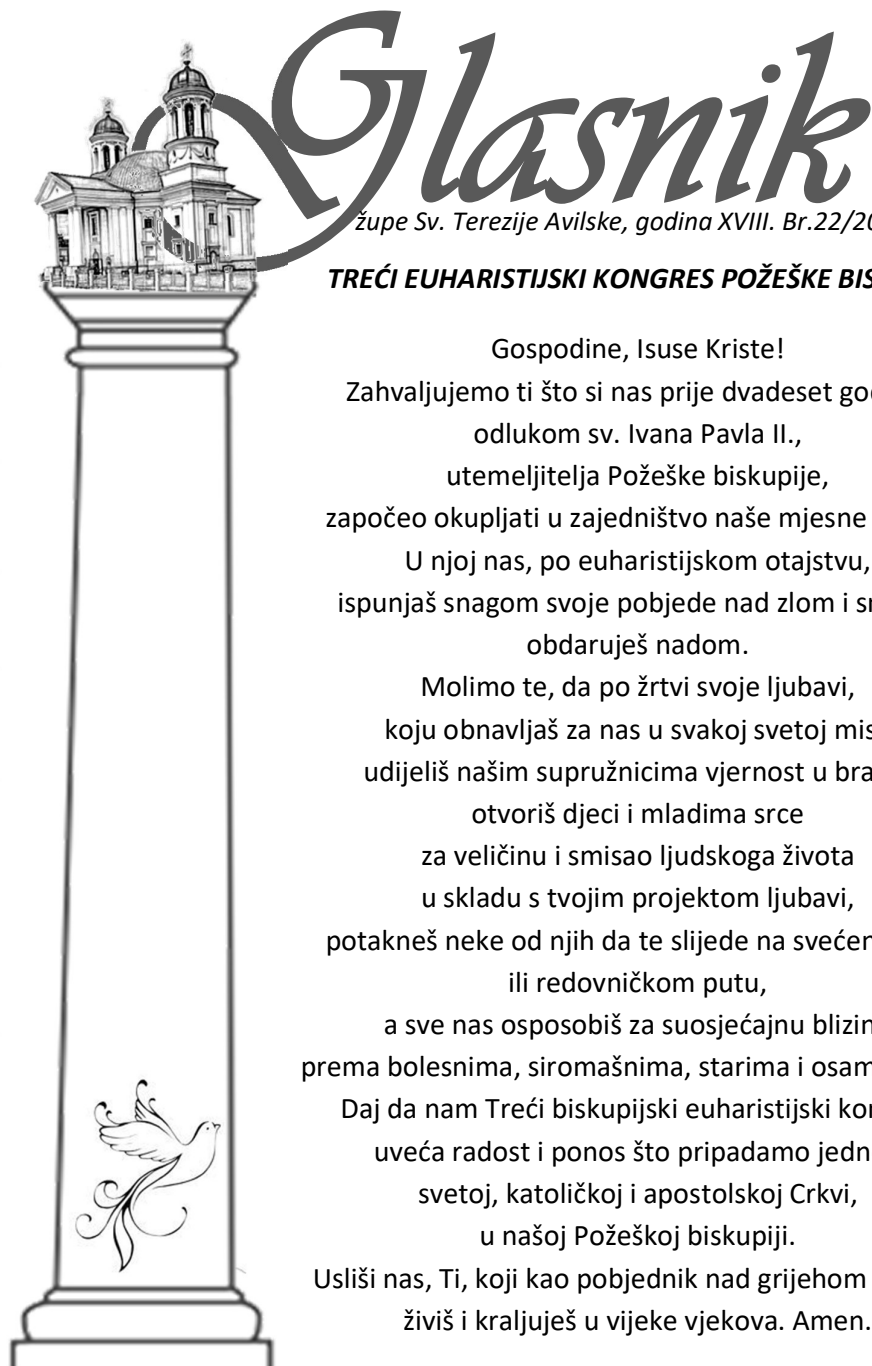 Glasnik
župe Sv. Terezije Avilske, godina XVIII. Br.22/20
TREĆI EUHARISTIJSKI KONGRES POŽEŠKE BIS
Gospodine, Isuse Kriste!
Zahvaljujemo ti što si nas prije dvadeset go
odlukom sv. Ivana Pavla II.,
utemeljitelja Požeške biskupije,
započeo okupljati u zajedništvo naše mjesne
U njoj nas, po euharistijskom otajstvu,
ispunjaš snagom svoje pobjede nad zlom i s
obdaruješ nadom.
Molimo te, da po žrtvi svoje ljubavi,
koju obnavljaš za nas u svakoj svetoj mis
udijeliš našim supružnicima vjernost u bra
otvoriš djeci i mladima srce
za veličinu i smisao ljudskoga života
u skladu s tvojim projektom ljubavi,
potakneš neke od njih da te slijede na svećen
ili redovničkom putu,
a sve nas osposobiš za suosjećajnu blizin
prema bolesnima, siromašnima, starima i osam
Daj da nam Treći biskupijski euharistijski kon
uveća radost i ponos što pripadamo jedn
svetoj, katoličkoj i apostolskoj Crkvi,
u našoj Požeškoj biskupiji.
Usliši nas, Ti, koji kao pobjednik nad grijehom
živiš i kraljuješ u vijeke vjekova. Amen.